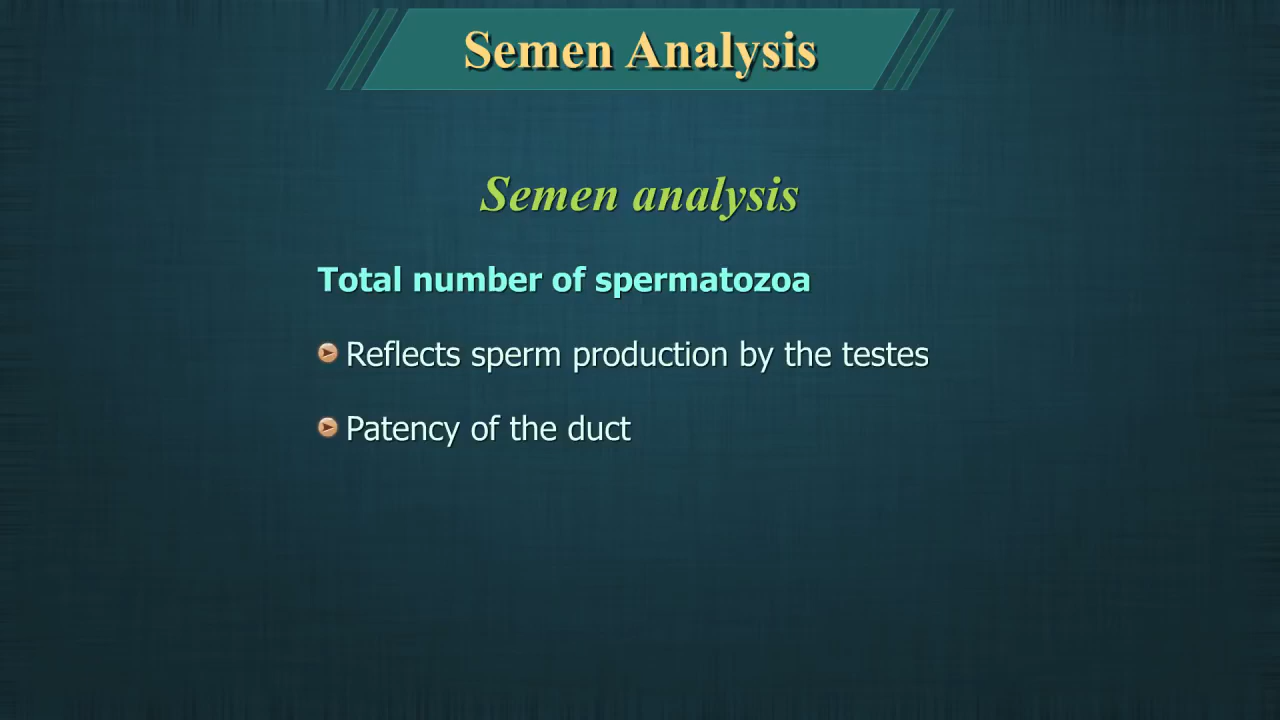 Semen Analysis
Semen analysis
Total number of spermatozoa
Reflects sperm production by the testes
Patency of the duct